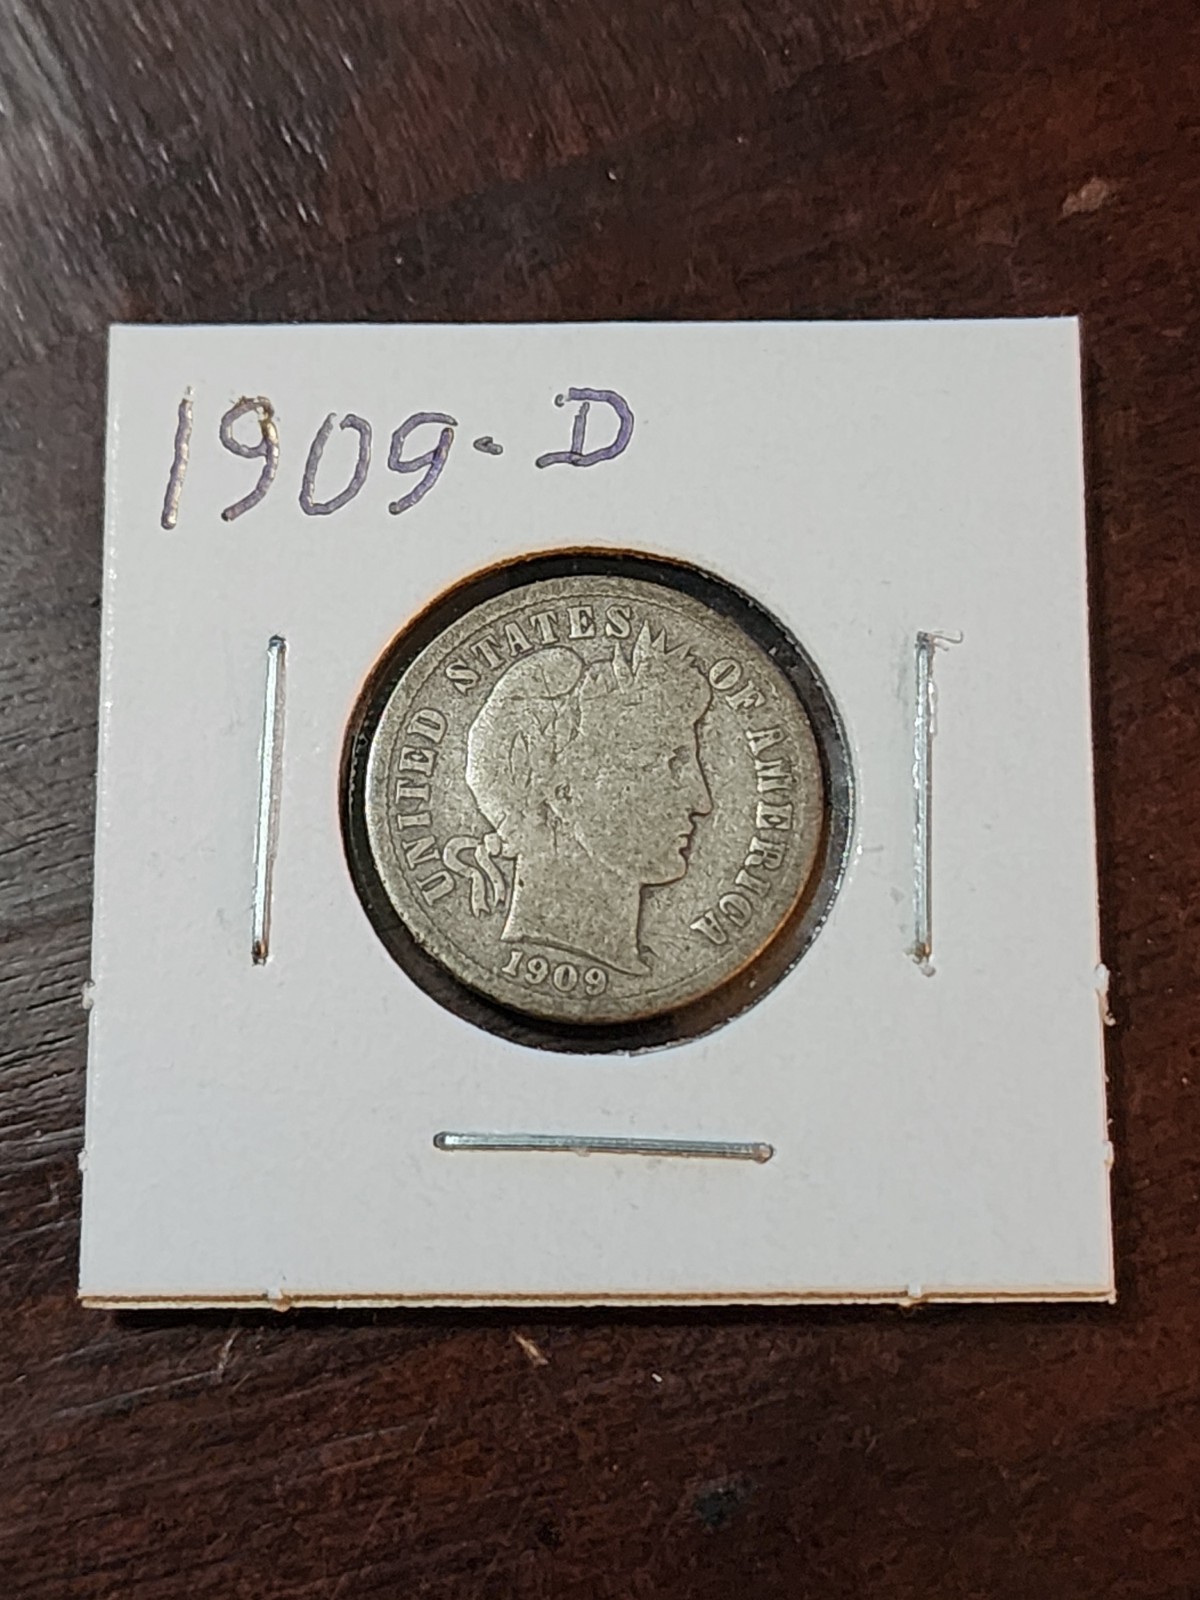 1909-D
UNITED STATES OF AMERICA
1909